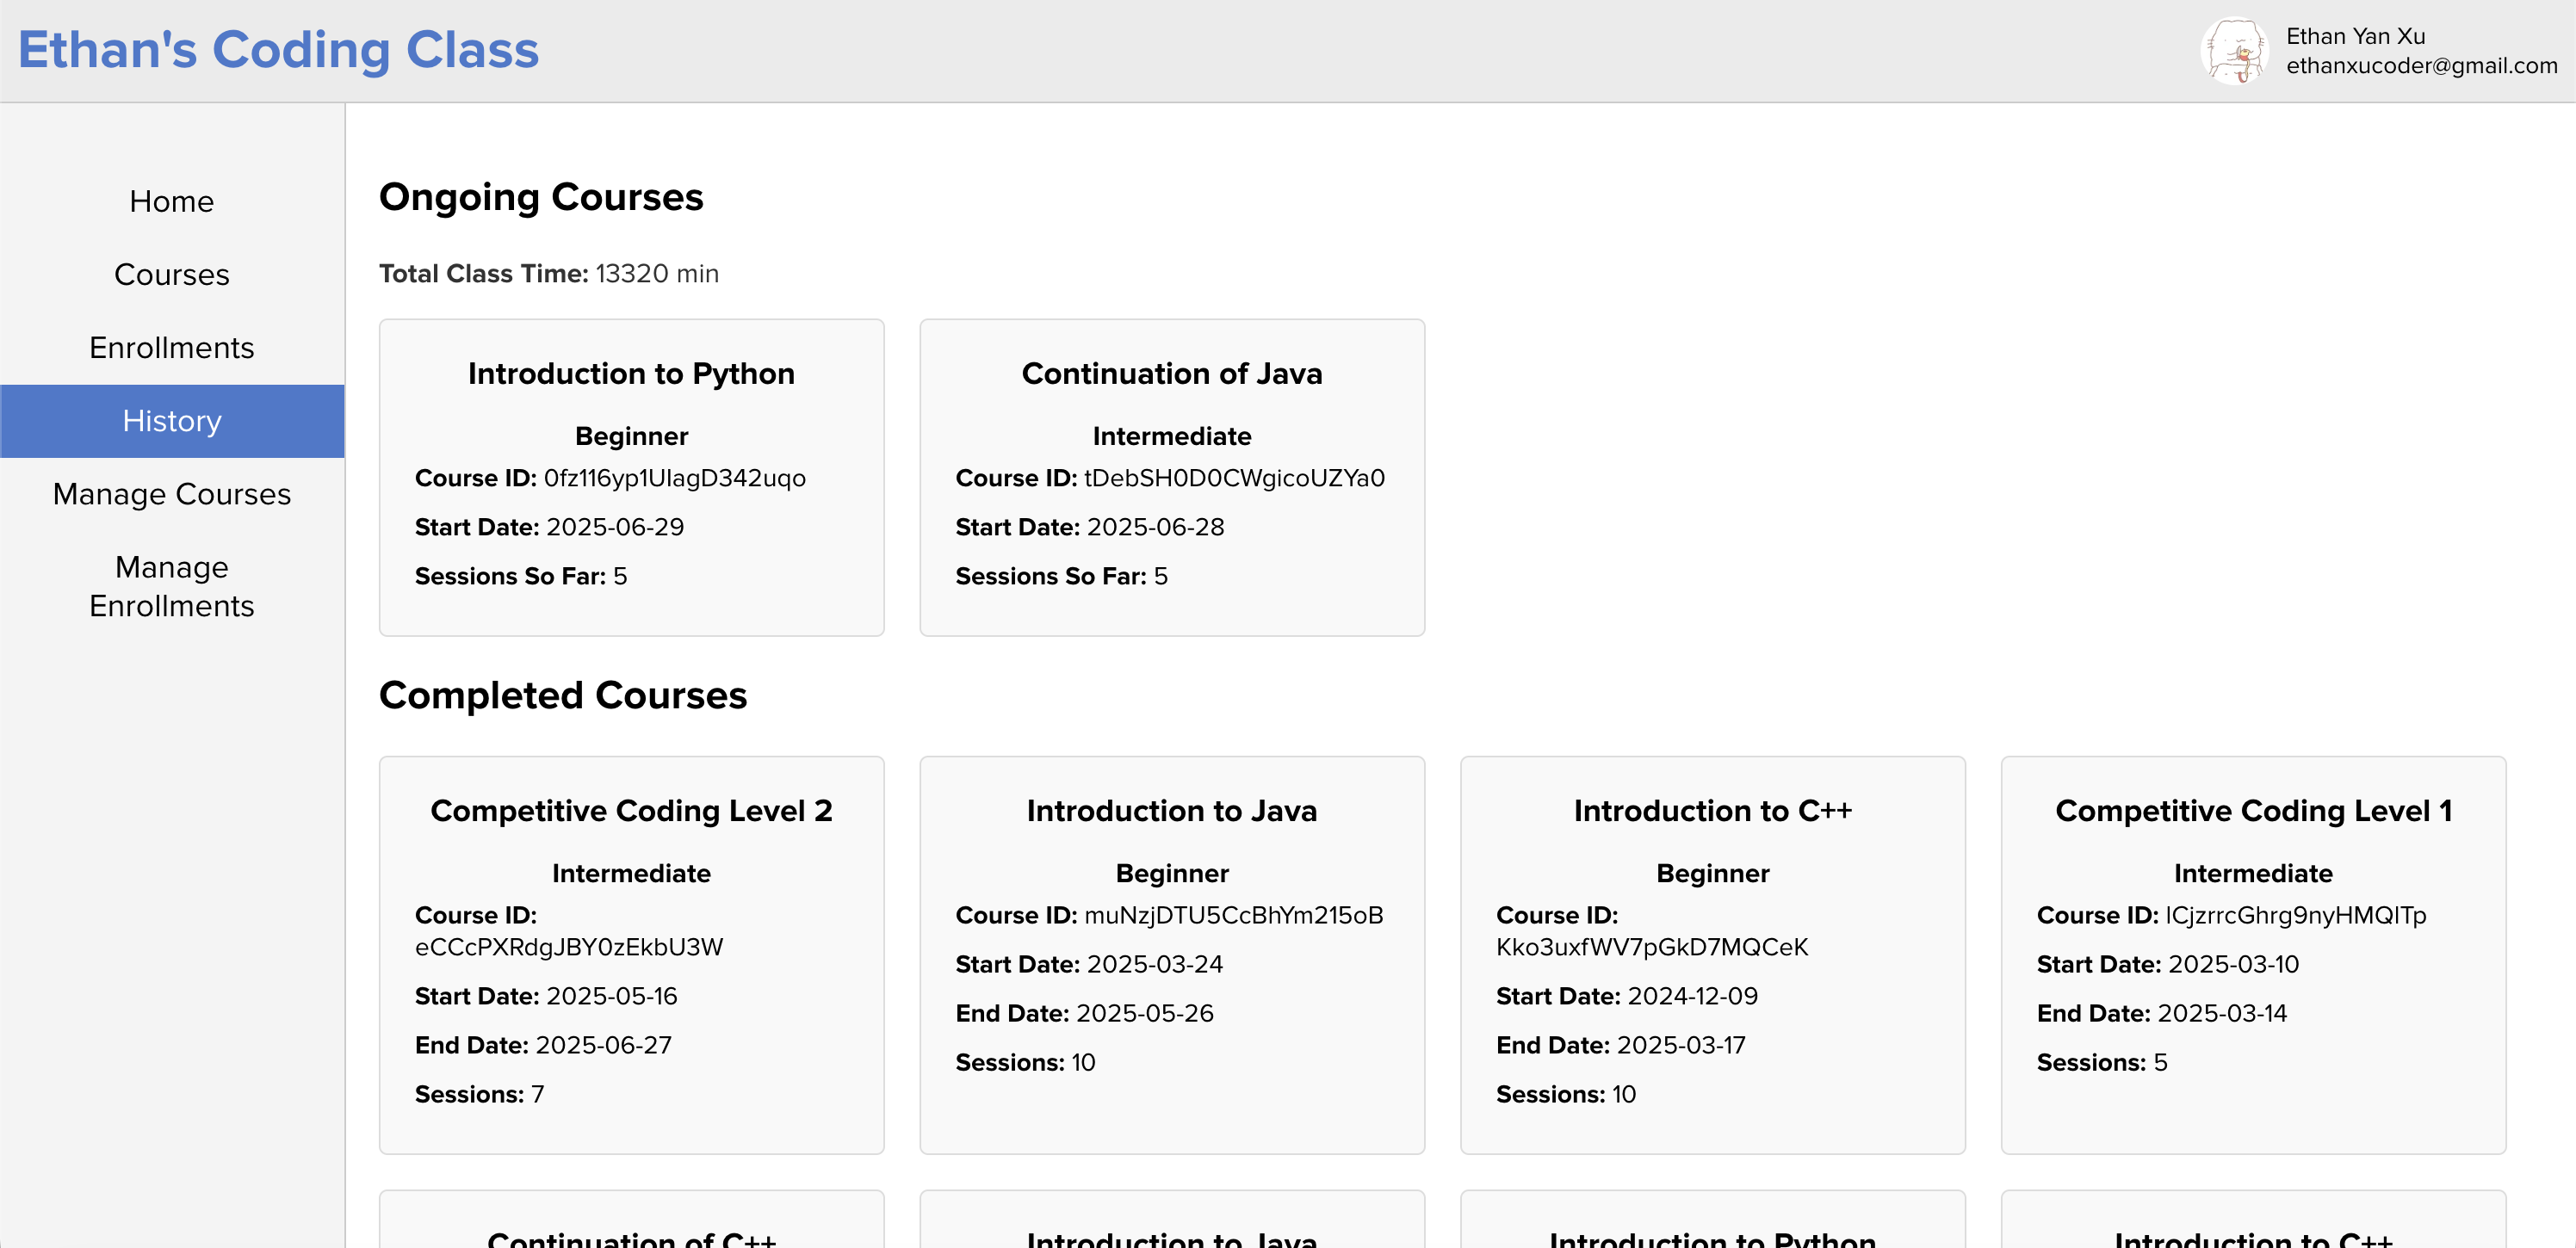 Ethan's Coding Class
Ethan Yan Xu
ethanxucoder@gmail.com
Home
Courses
Enrollments
History
Manage Courses
Manage
Enrollments
Ongoing Courses
Total Class Time: 13320 min
Introduction to Python
Beginner
Course ID: 0fz116yp1UlagD342uqo
Start Date: 2025-06-29
Sessions So Far: 5
Continuation of Java
Intermediate
Course ID: tDebSH0D0CWgicoUZYa0
Start Date: 2025-06-28
Sessions So Far: 5
Completed Courses
Competitive Coding Level 2
Intermediate
Course ID:
eCCcPXRdgJBY0zEkbU3W
Start Date: 2025-05-16
End Date: 2025-06-27
Sessions: 7
Introduction to Java
Beginner
Course ID: muNzjDTU5CcBhYm215oB
Start Date: 2025-03-24
End Date: 2025-05-26
Sessions: 10
Introduction to C++
Beginner
Course ID:
Kko3uxfWV7pGkD7MQCeK
Start Date: 2024-12-09
End Date: 2025-03-17
Sessions: 10
Competitive Coding Level 1
Intermediate
Course ID: lCjzrrcGhrg9nyHMQITp
Start Date: 2025-03-10
End Date: 2025-03-14
Sessions: 5
Continuation of C++
Introduction to Java
Introduction to Python
Introduction to C++